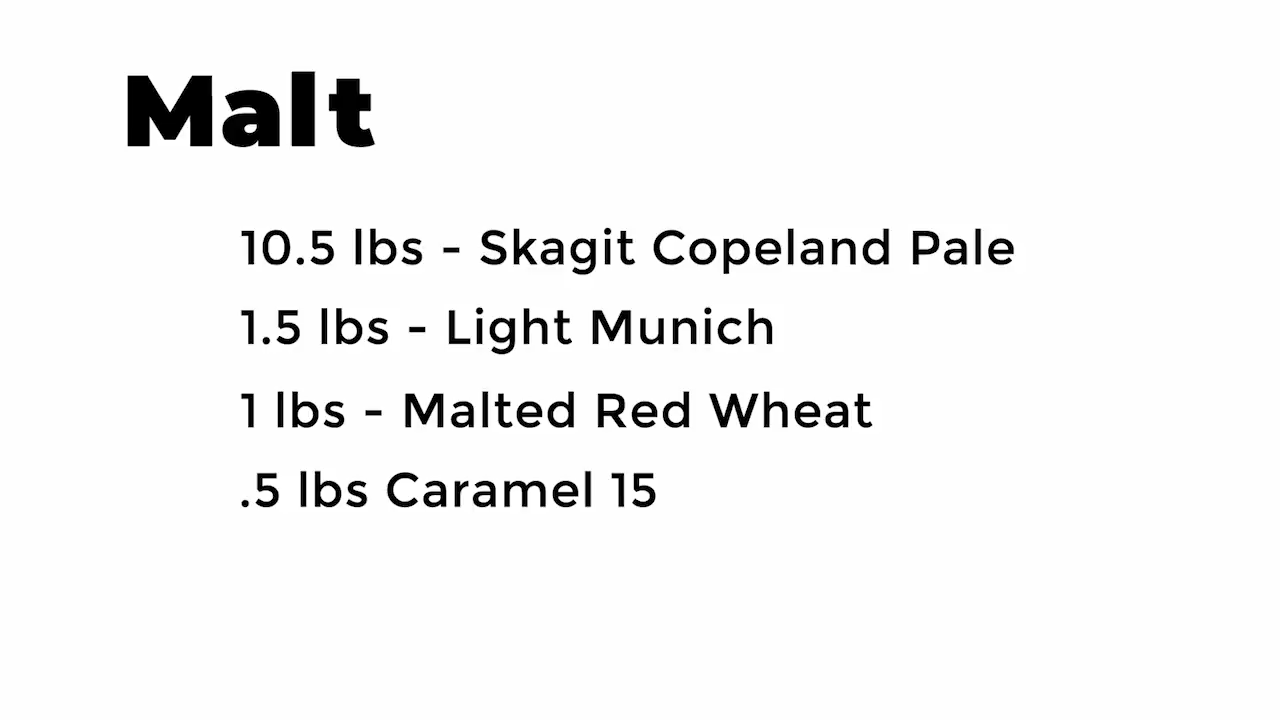 Malt
10.5 lbs - Skagit Copeland Pale
1.5 lbs - Light Munich
1 lbs - Malted Red Wheat
.5 lbs Caramel 15